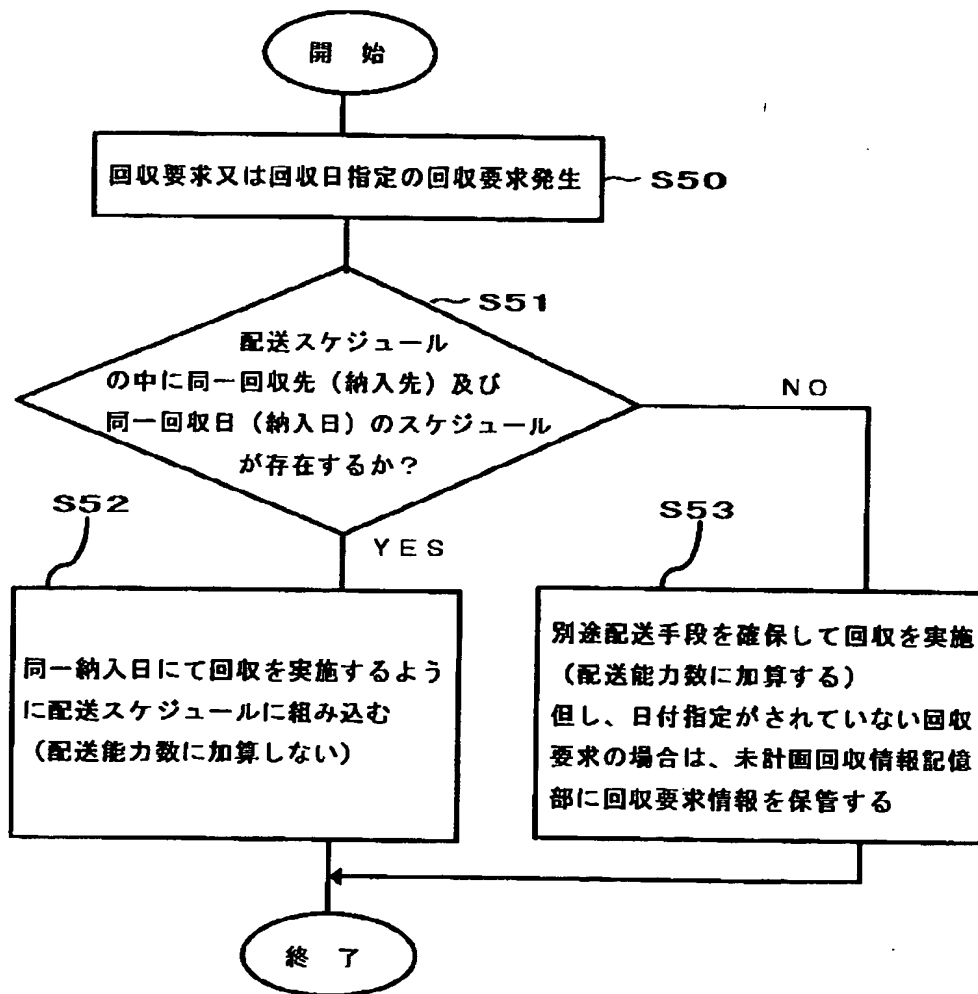 開 始
回収要求又は回収日指定の回収要求発生
S50
S51
配送スケジュール
の中に同一回収先（納入先）及び
同一回収日（納入日）のスケジュール
が存在するか？
NO
YES
S52
同一納入日にて回収を実施するよう
に配送スケジュールに組み込む
（配送能力数に加算しない）
S53
別途配送手段を確保して回収を実施
（配送能力数に加算する）
但し、日付指定がされていない回収
要求の場合は、未計画回収情報記憶
部に回収要求情報を保管する
終 了